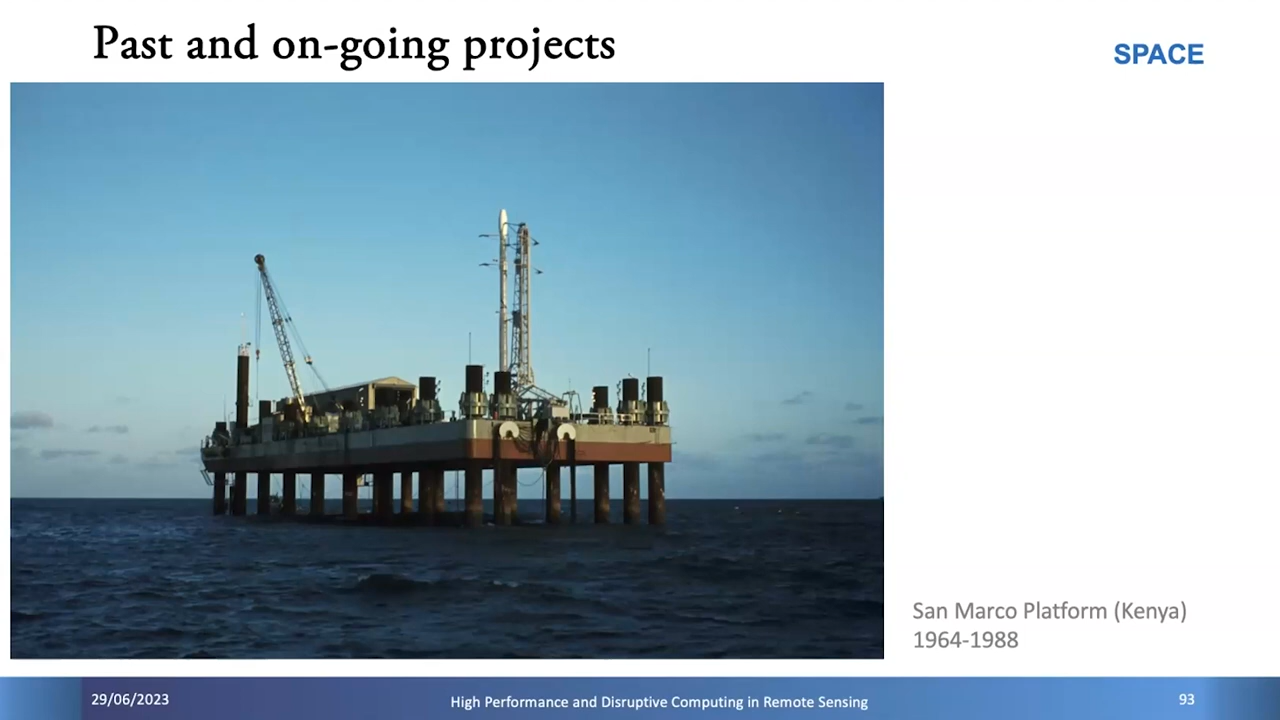 Past and on-going projects
SPACE
San Marco Platform (Kenya)
1964-1988
29/06/2023
High Performance and Disruptive Computing in Remote Sensing
93